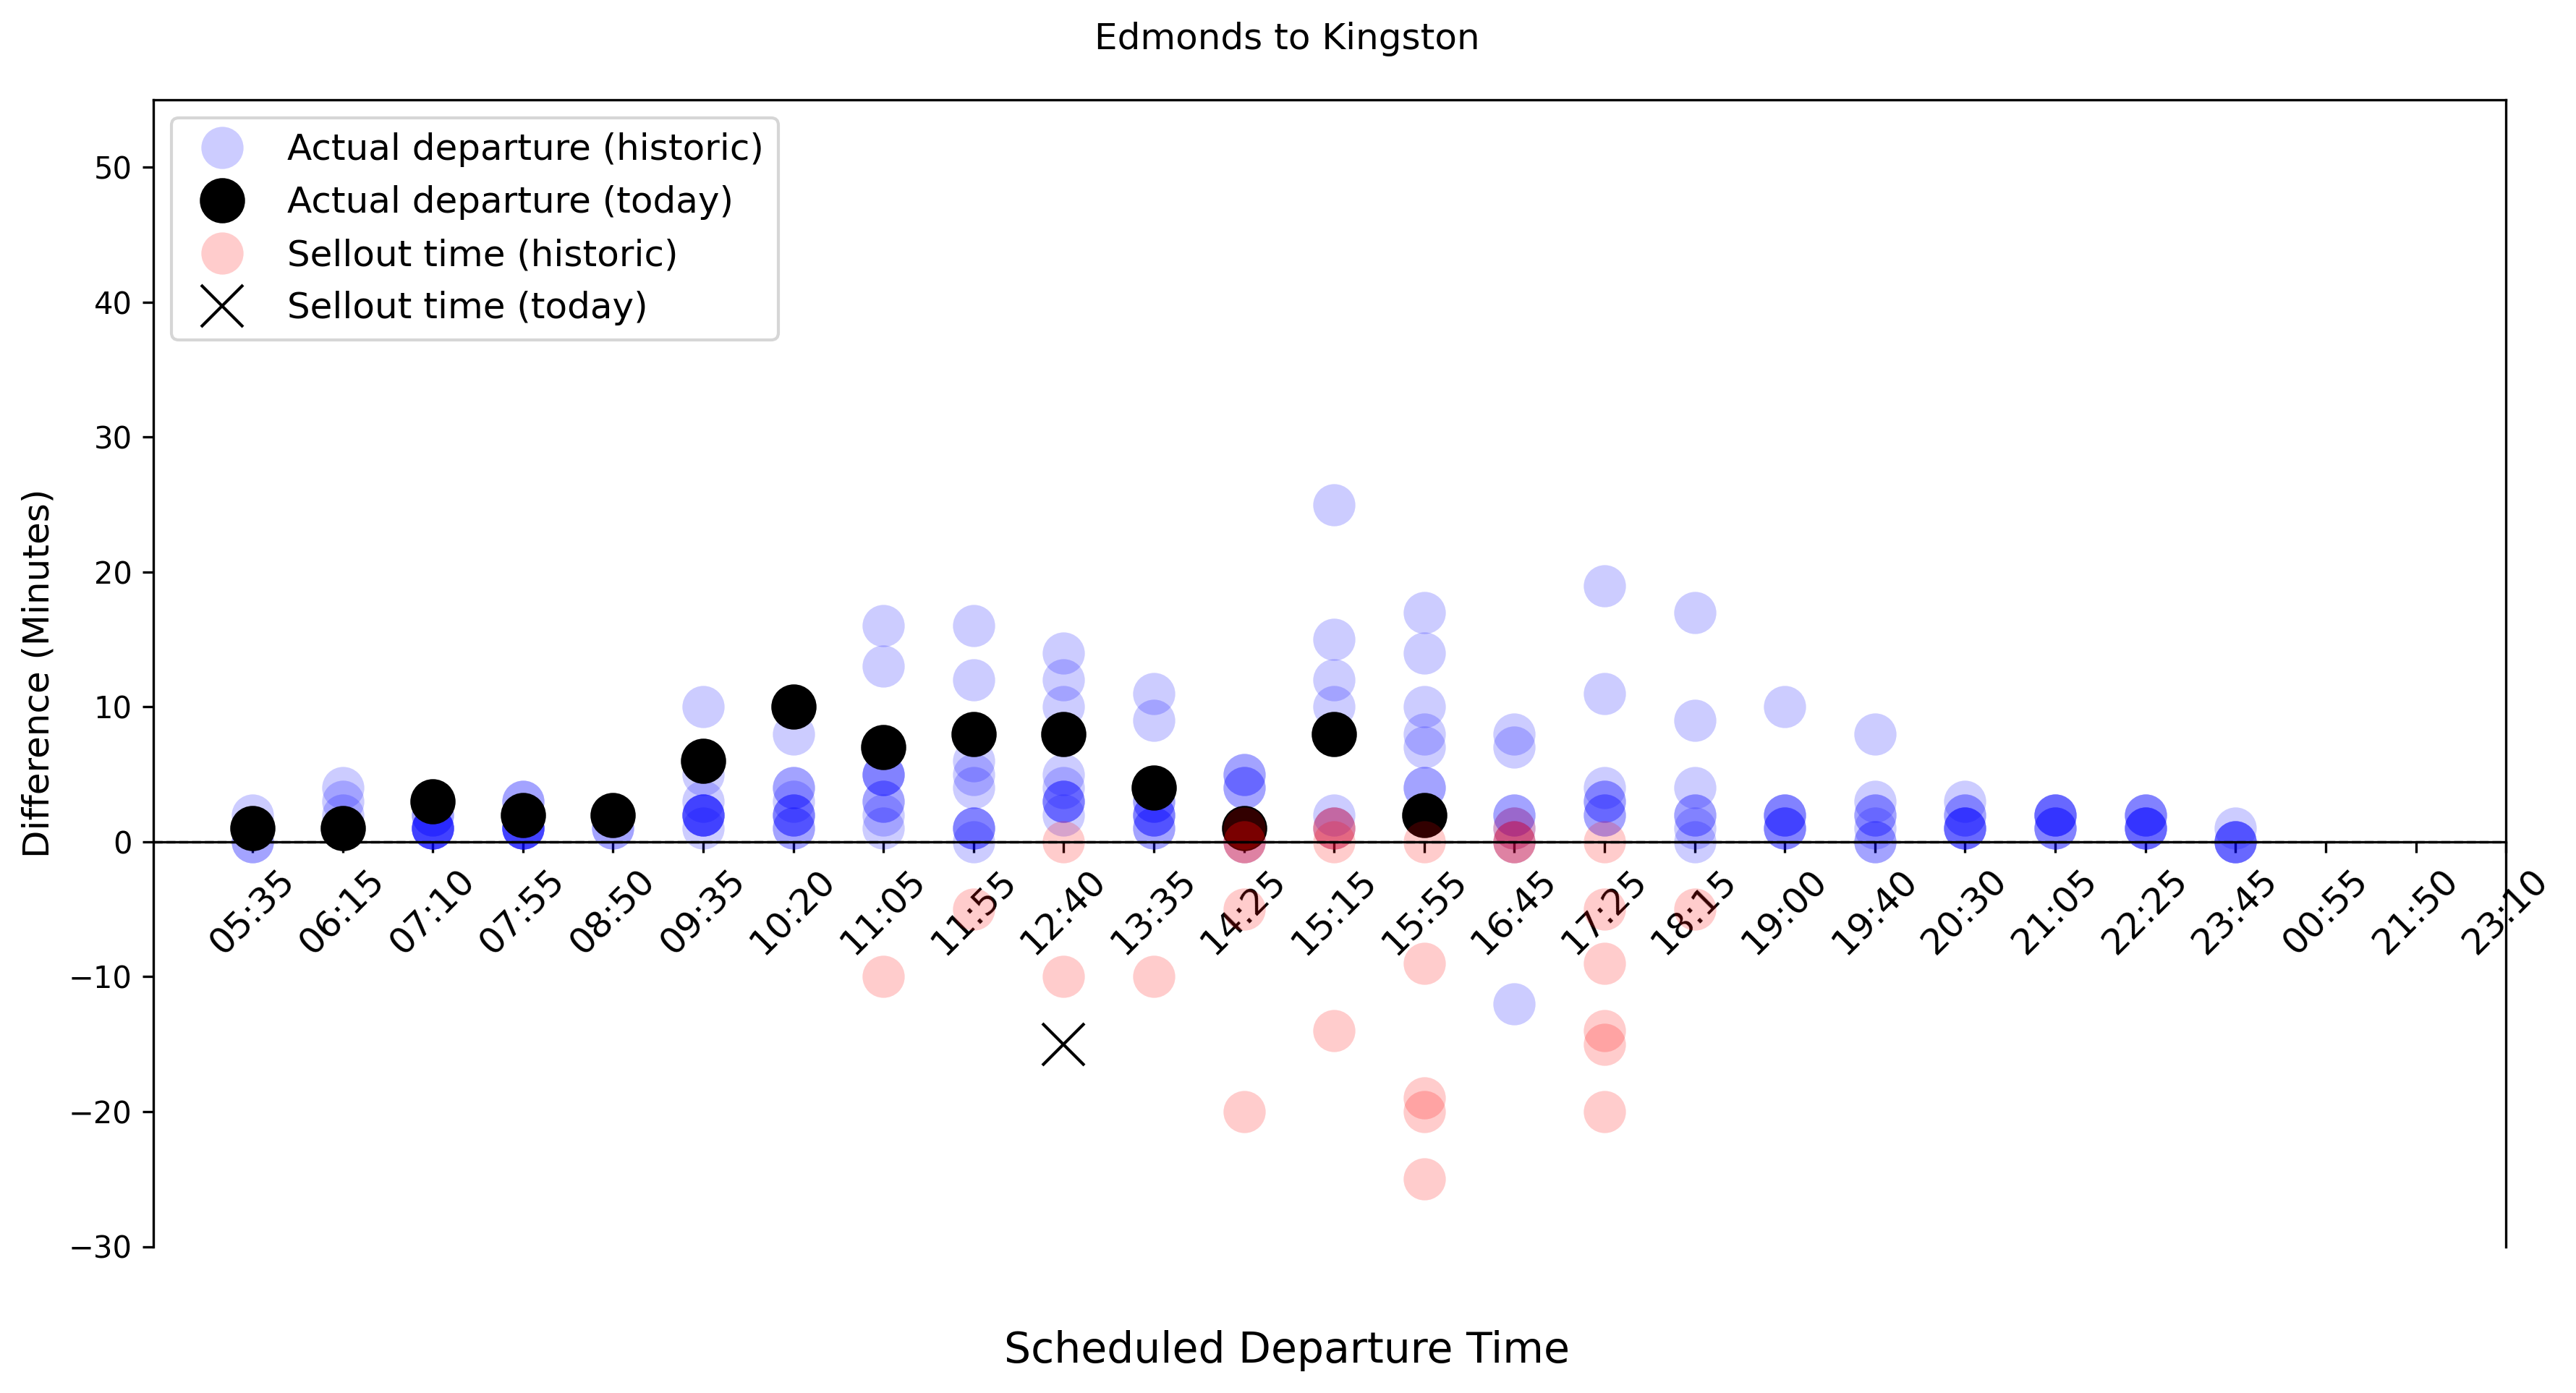 Edmonds to Kingston
Actual departure (historic)
Actual departure (today)
Sellout time (historic)
Sellout time (today)
Difference (Minutes)
50
40
30
20
10
0
−10
−20
−30
05:35 06:15 07:10 07:55 08:50 09:35 10:20 11:05 11:55 12:40 13:35 14:25 15:15 15:55 16:45 17:25 18:15 19:00 19:40 20:30 21:05 22:25 23:45 00:55 21:50 23:10
Scheduled Departure Time